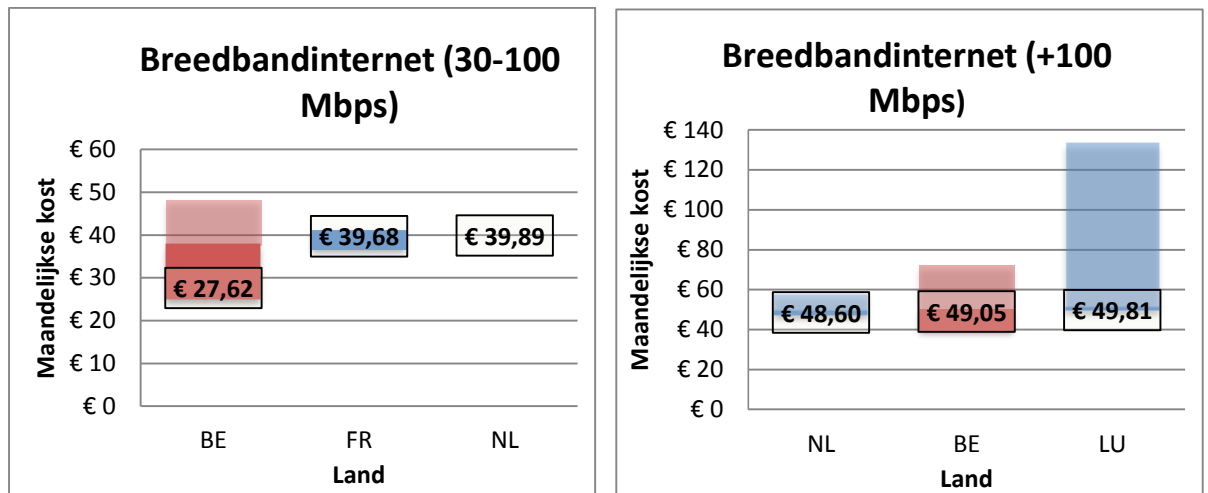 Breedbandinternet (30-100
Mbps)
Maandelijkse kost
€ 60
€ 50
€ 40
€ 30
€ 20
€ 10
€ 0
€ 27,62
€ 39,68
€ 39,89
BE
FR
NL
Land
Breedbandinternet (+100
Mbps)
Maandelijkse kost
€ 140
€ 120
€ 100
€ 80
€ 60
€ 40
€ 20
€ 0
€ 48,60
€ 49,05
€ 49,81
NL
BE
LU
Land